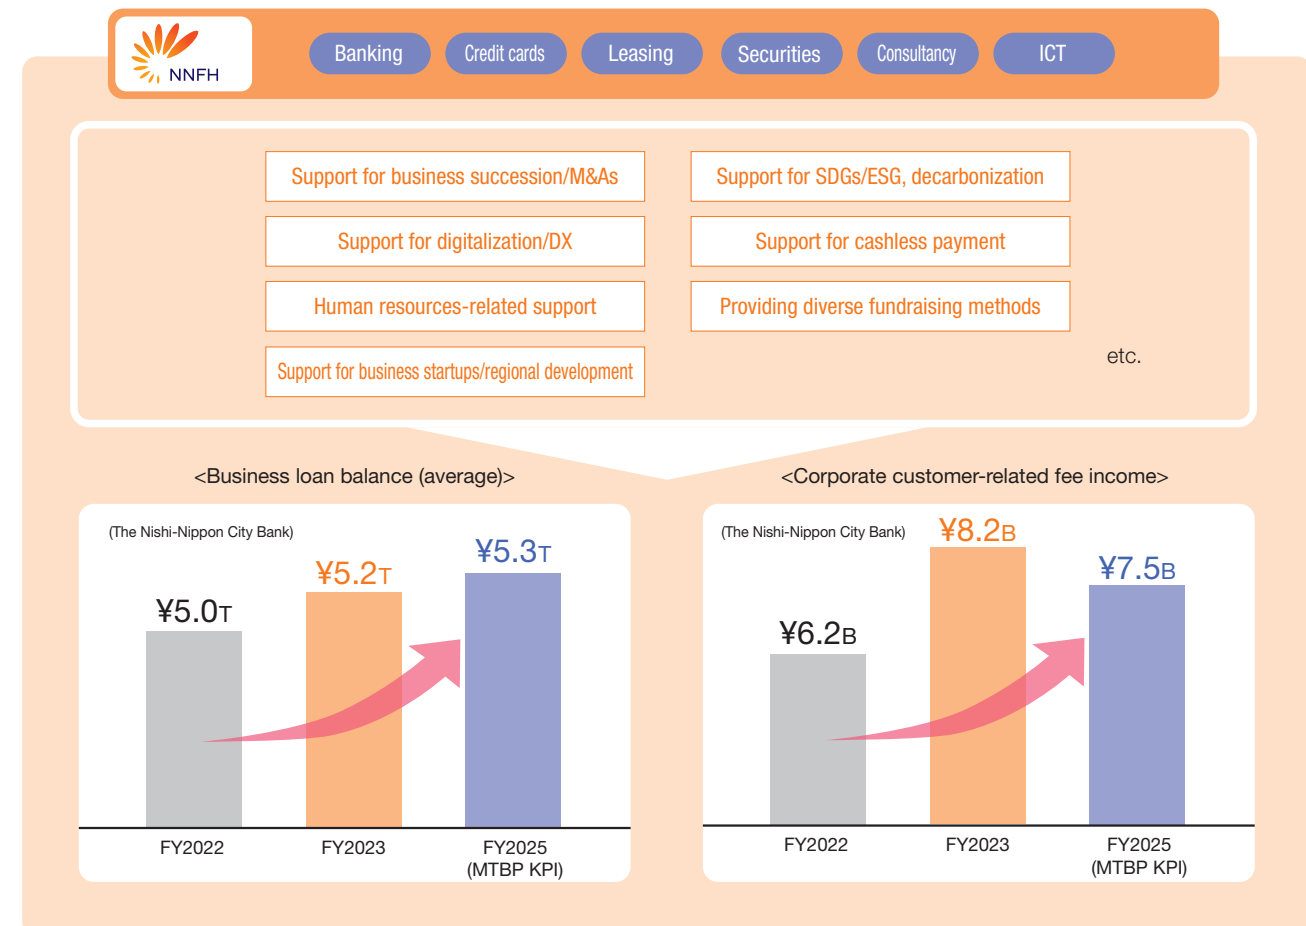 NNFH
Banking
Credit cards
Leasing
Securities
Consultancy
ICT
Support for business succession/M&As
Support for SDGs/ESG, decarbonization
Support for digitalization/DX
Support for cashless payment
Human resources-related support
Providing diverse fundraising methods
Support for business startups/regional development
etc.
<Business loan balance (average)>
(The Nishi-Nippon City Bank)
¥5.0T
¥5.2T
¥5.3T
FY2022
FY2023
FY2025
(MTBP KPI)
<Corporate customer-related fee income>
(The Nishi-Nippon City Bank)
¥6.2B
¥8.2B
¥7.5B
FY2022
FY2023
FY2025
(MTBP KPI)